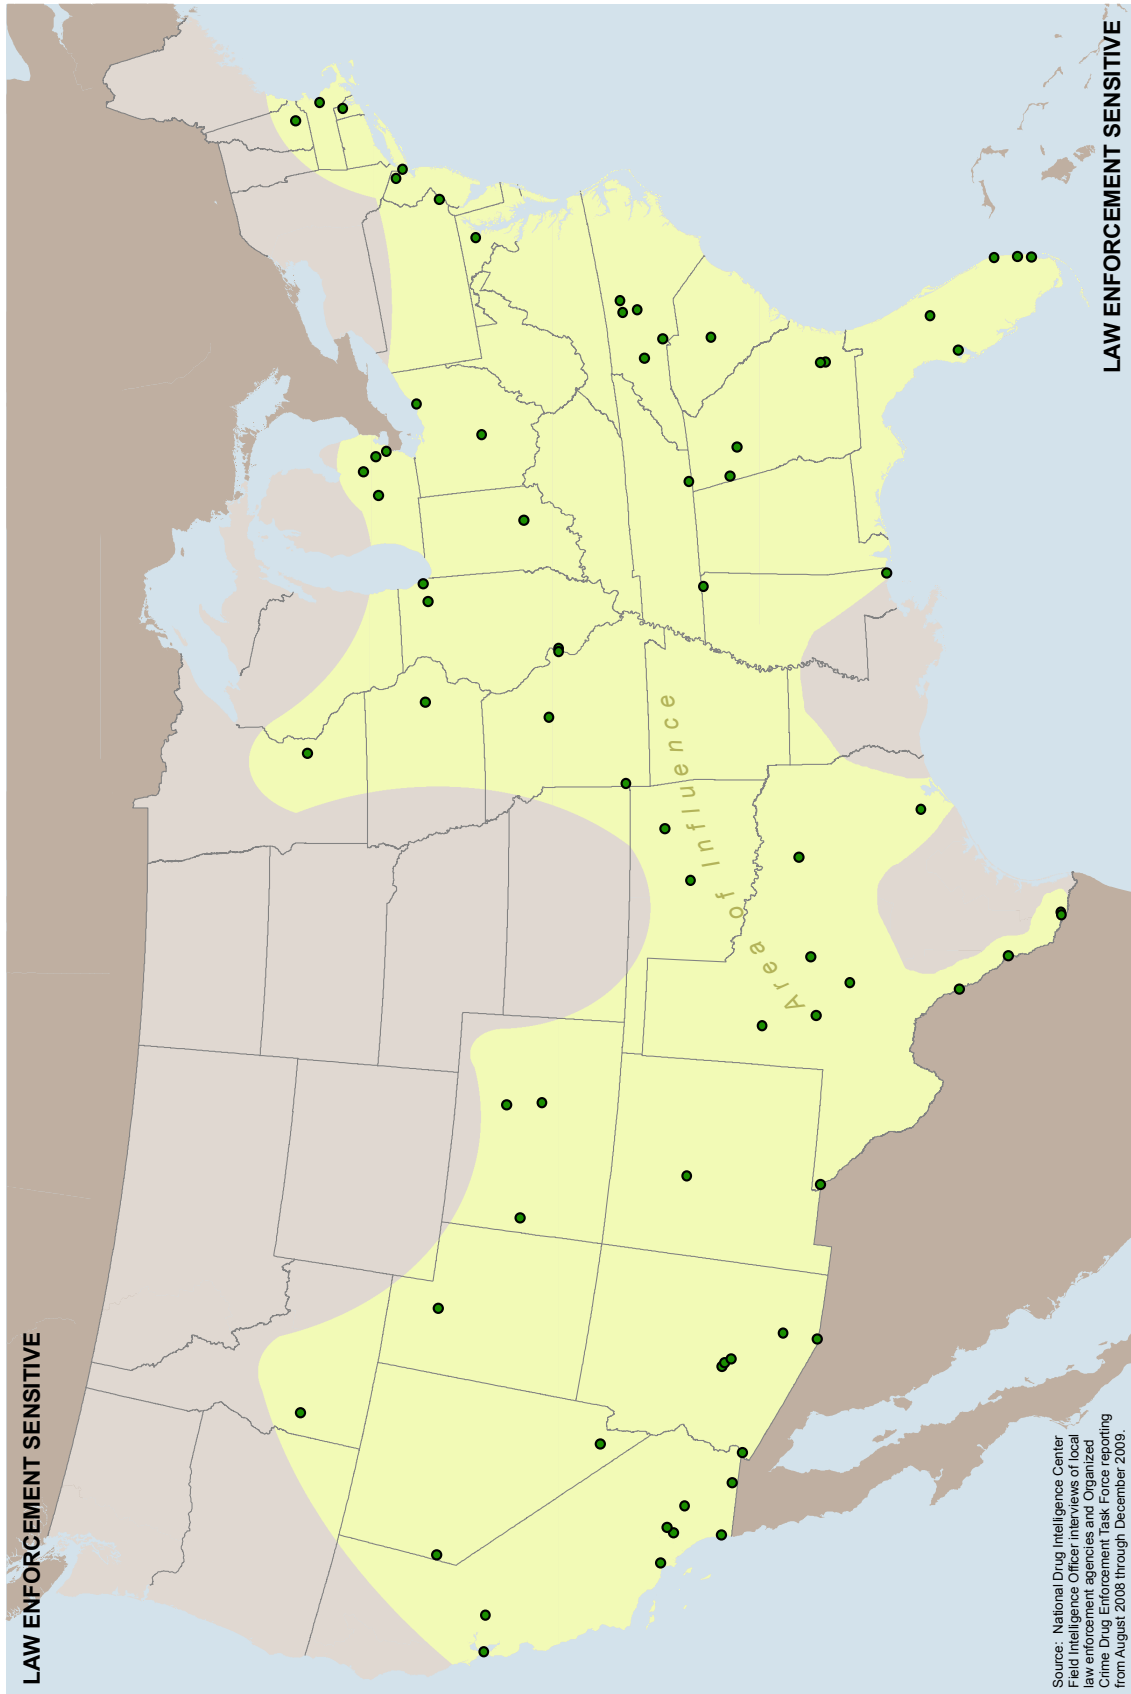 LAW ENFORCEMENT SENSITIVE
Area of Influence
Source:  National Drug Intelligence Center
Field Intelligence Officer interviews of local
law enforcement agencies and Organized
Crime Drug Enforcement Task Force reporting
from August 2008 through December 2009.
LAW ENFORCEMENT SENSITIVE